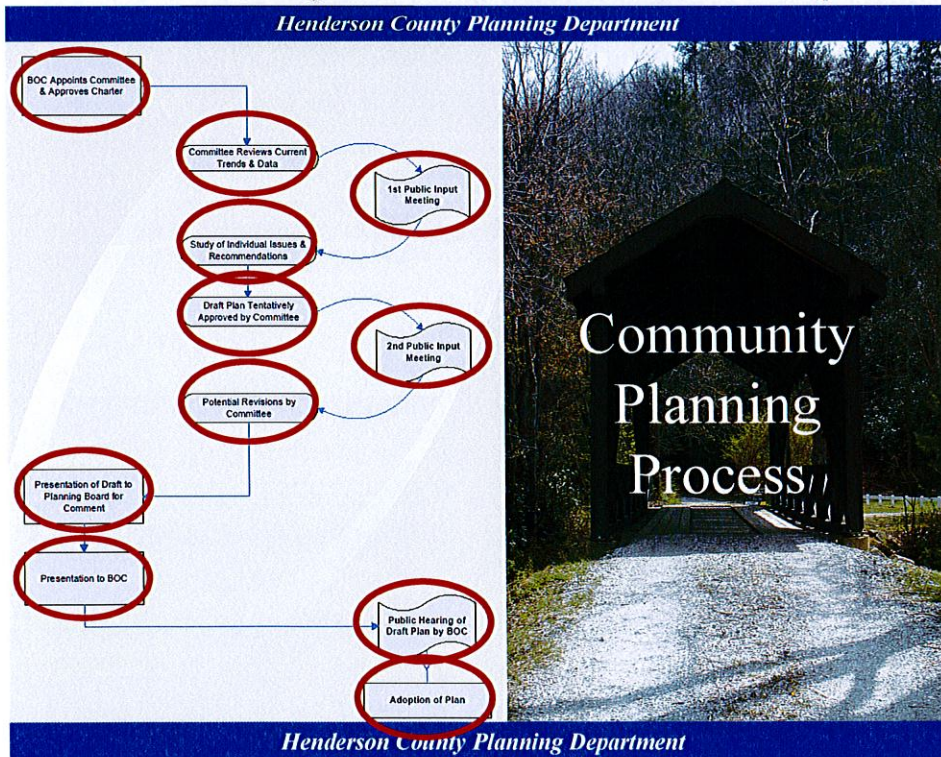 Henderson County Planning Department
BOC Appoints Committee
& Approves Charter
Committee Reviews Current
Trends & Data
1st Public Input
Meeting
Study of Individual Issues &
Recommendations
Draft Plan Tentatively
Approved by Committee
2nd Public Input
Meeting
Potential Revisions by
Committee
Presentation of Draft to
Planning Board for
Comment
Presentation to BOC
Public Hearing of
Draft Plan by BOC
Adoption of Plan
Community
Planning
Process
Henderson County Planning Department